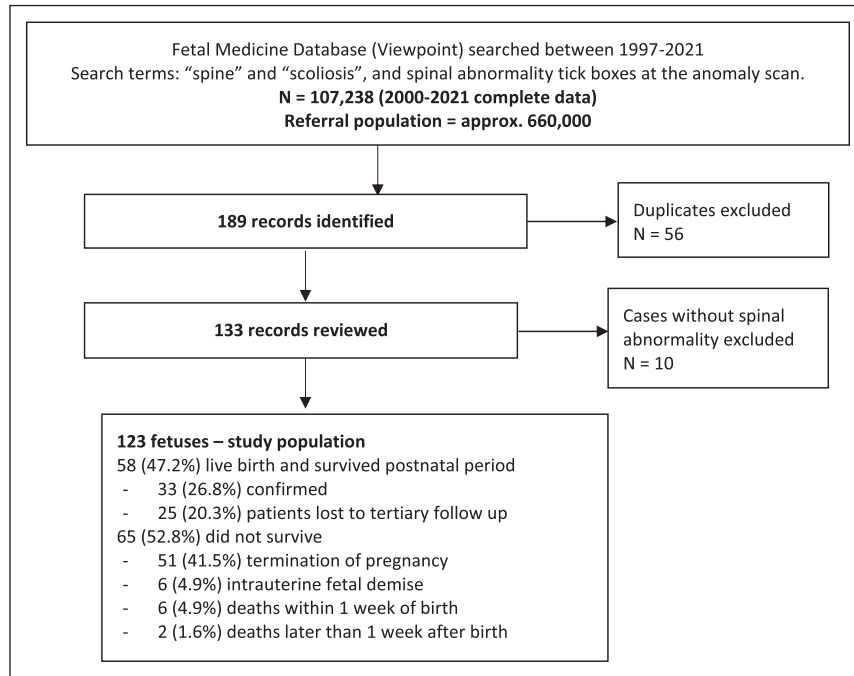 Fetal Medicine Database (Viewpoint) searched between 1997-2021
Search terms: “spine” and “scoliosis”, and spinal abnormality tick boxes at the anomaly scan.
N = 107,238 (2000-2021 complete data)
Referral population = approx. 660,000
189 records identified
Duplicates excluded
N = 56
133 records reviewed
Cases without spinal
abnormality excluded
N = 10
123 fetuses – study population
58 (47.2%) live birth and survived postnatal period
- 33 (26.8%) confirmed
- 25 (20.3%) patients lost to tertiary follow up
65 (52.8%) did not survive
- 51 (41.5%) termination of pregnancy
- 6 (4.9%) intrauterine fetal demise
- 6 (4.9%) deaths within 1 week of birth
- 2 (1.6%) deaths later than 1 week after birth